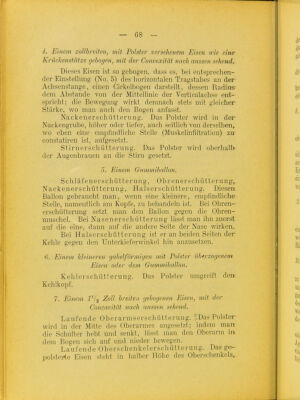 — 68 —
4. Einem zollbreiten, mit Polster versehenem Eisen wie eine
Krückenstütze gebogen, mit der Convexität nach aussen sehend.
Dieses Eisen ist so gebogen, dass es, bei entsprechen-
der Einstellung (No. 5) des horizontalen Tragstabes an der
Achsenstange, einen Cirkelbogen darstellt, dessen Radius
dem Abstande von der Mittellinie der Verticalachse ent-
spricht; die Bewegung wirkt demnach stets mit gleicher
Stärke, wo man auch den Bogen anfasst.
Nackenerschütterung. Das Polster wird in der
Nackengrube, höher oder tiefer, auch seitlich von derselben,
wo eben eine empfindliche Stelle (Muskelinfiltration) zu
constatiren ist, aufgesetzt.
Stirnerschütterung. Das Polster wird oberhalb
der Augenbrauen an die Stirn gesetzt.
5. Einem Gummiballon.
Schläfenerschütterung, Ohrenerschütterung,
Nackenerschütterung, Halserschütterung. Diesen
Ballon gebraucht man, wenn eine kleinere, empfindliche
Stelle, namentlich am Kopfe, zu behandeln ist. Bei Ohren-
erschütterung setzt man den Ballon gegen die Ohren-
muschel. Bei Nasenerschütterung lässt man ihn zuerst
auf die eine, dann auf die andere Seite der Nase wirken.
Bei Halserschütterung ist er an beiden Seiten der
Kehle gegen den Unterkieferwinkel hin anzusetzen.
6. Einem kleineren gabelförmigen mit Polster überzogenem
Eisen oder dem Gummiballon.
Kehlerschütterung. Das Polster umgreift den
Kehlkopf.
7. Einem 1½ Zoll breiten gebogenen Eisen, mit der
Concavität nach aussen sehend.
Laufende Oberarmserschütterung. Das Polster
wird in der Mitte des Oberarmes angesetzt; indem man
die Schulter hebt und senkt, lässt man den Oberarm in
dem Bogen sich auf und nieder bewegen.
Laufende Oberschenkelerschütterung. Das ge-
polsterte Eisen steht in halber Höhe des Oberschenkels,